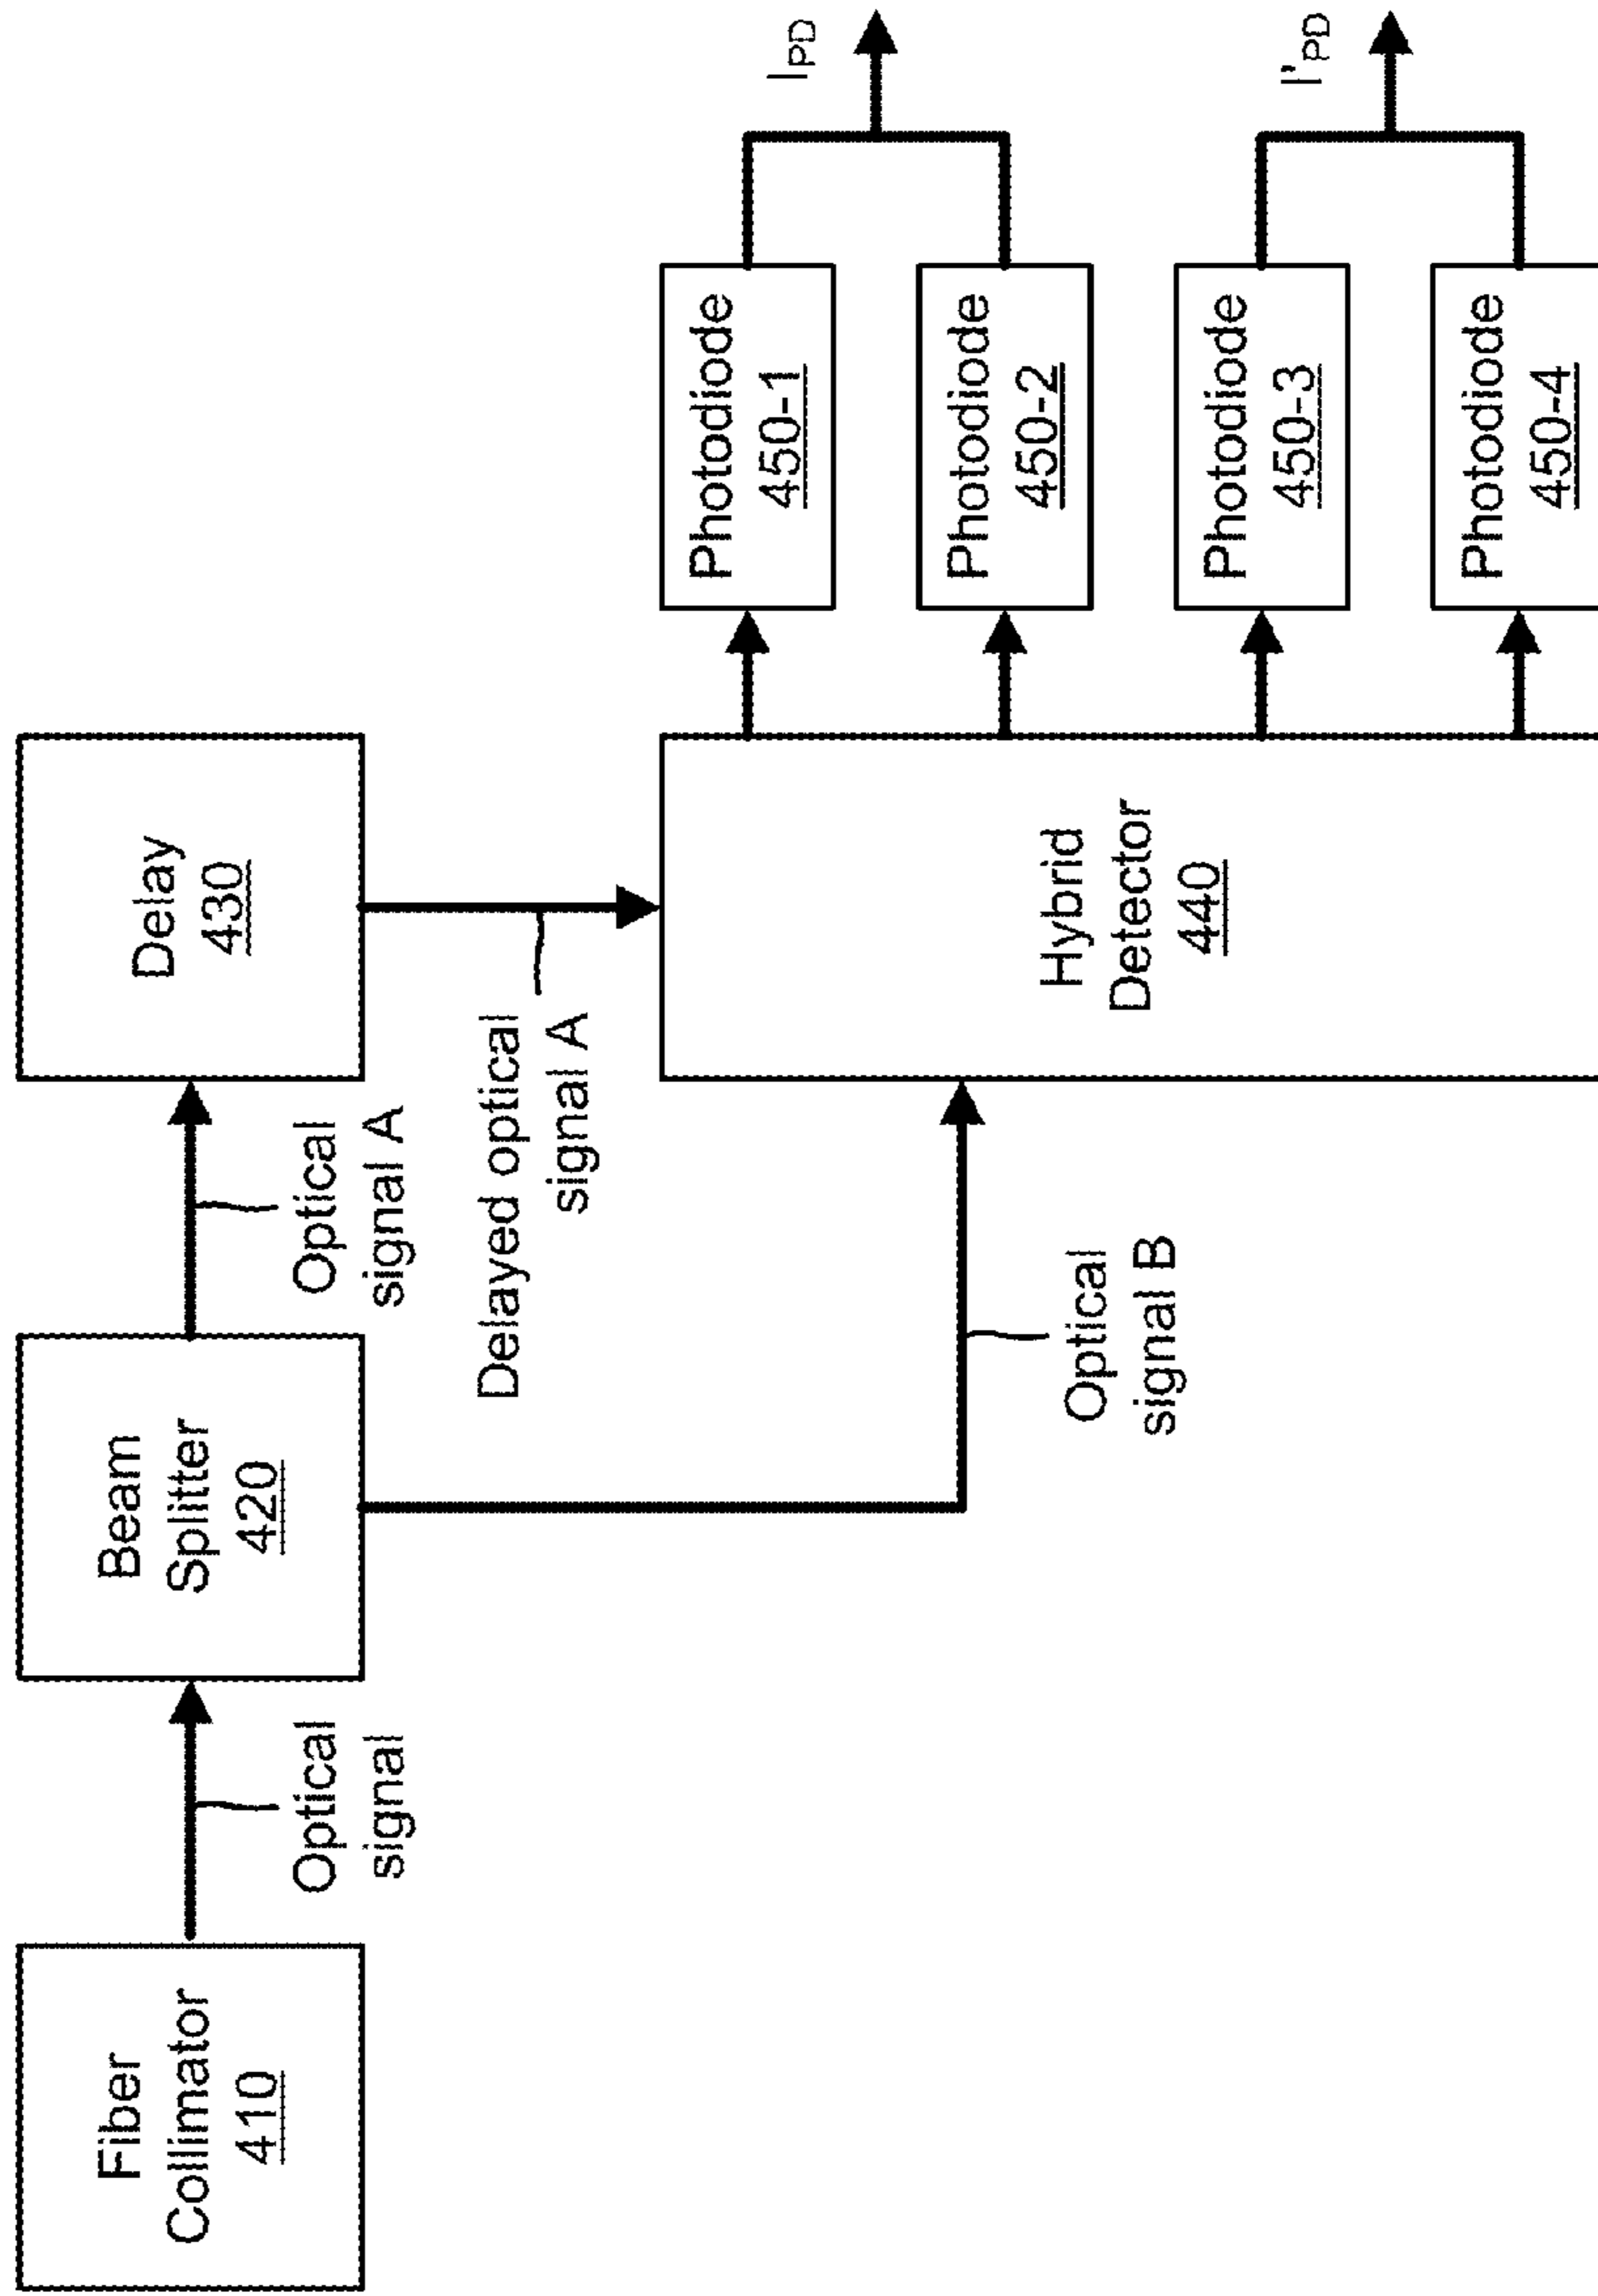 Fiber
Collimator
410
Optical
signal
Beam
Splitter
420
Optical
signal A
Delay
430
Delayed optical
signal A
Optical
signal B
Hybrid
Detector
440
Photodiode
450-1
Photodiode
450-2
Photodiode
450-3
Photodiode
450-4
IPD
I'PD